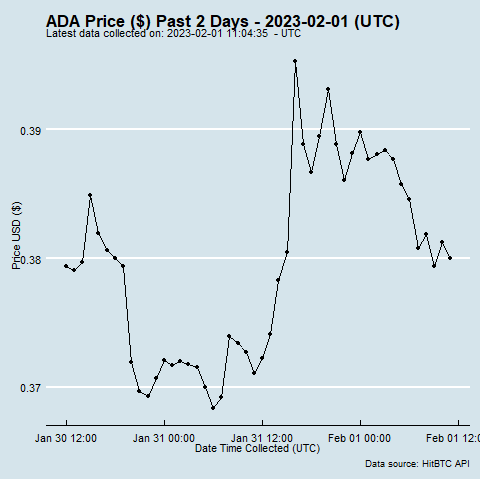 ADA Price ($) Past 2 Days - 2023-02-01 (UTC)
Latest data collected on: 2023-02-01 11:04:35 - UTC
0.39
0.38
0.37
Price USD ($)
Jan 30 12:00 Jan 31 00:00 Jan 31 12:00 Feb 01 00:00 Feb 01 12:0
Date Time Collected (UTC)
Data source: HitBTC API